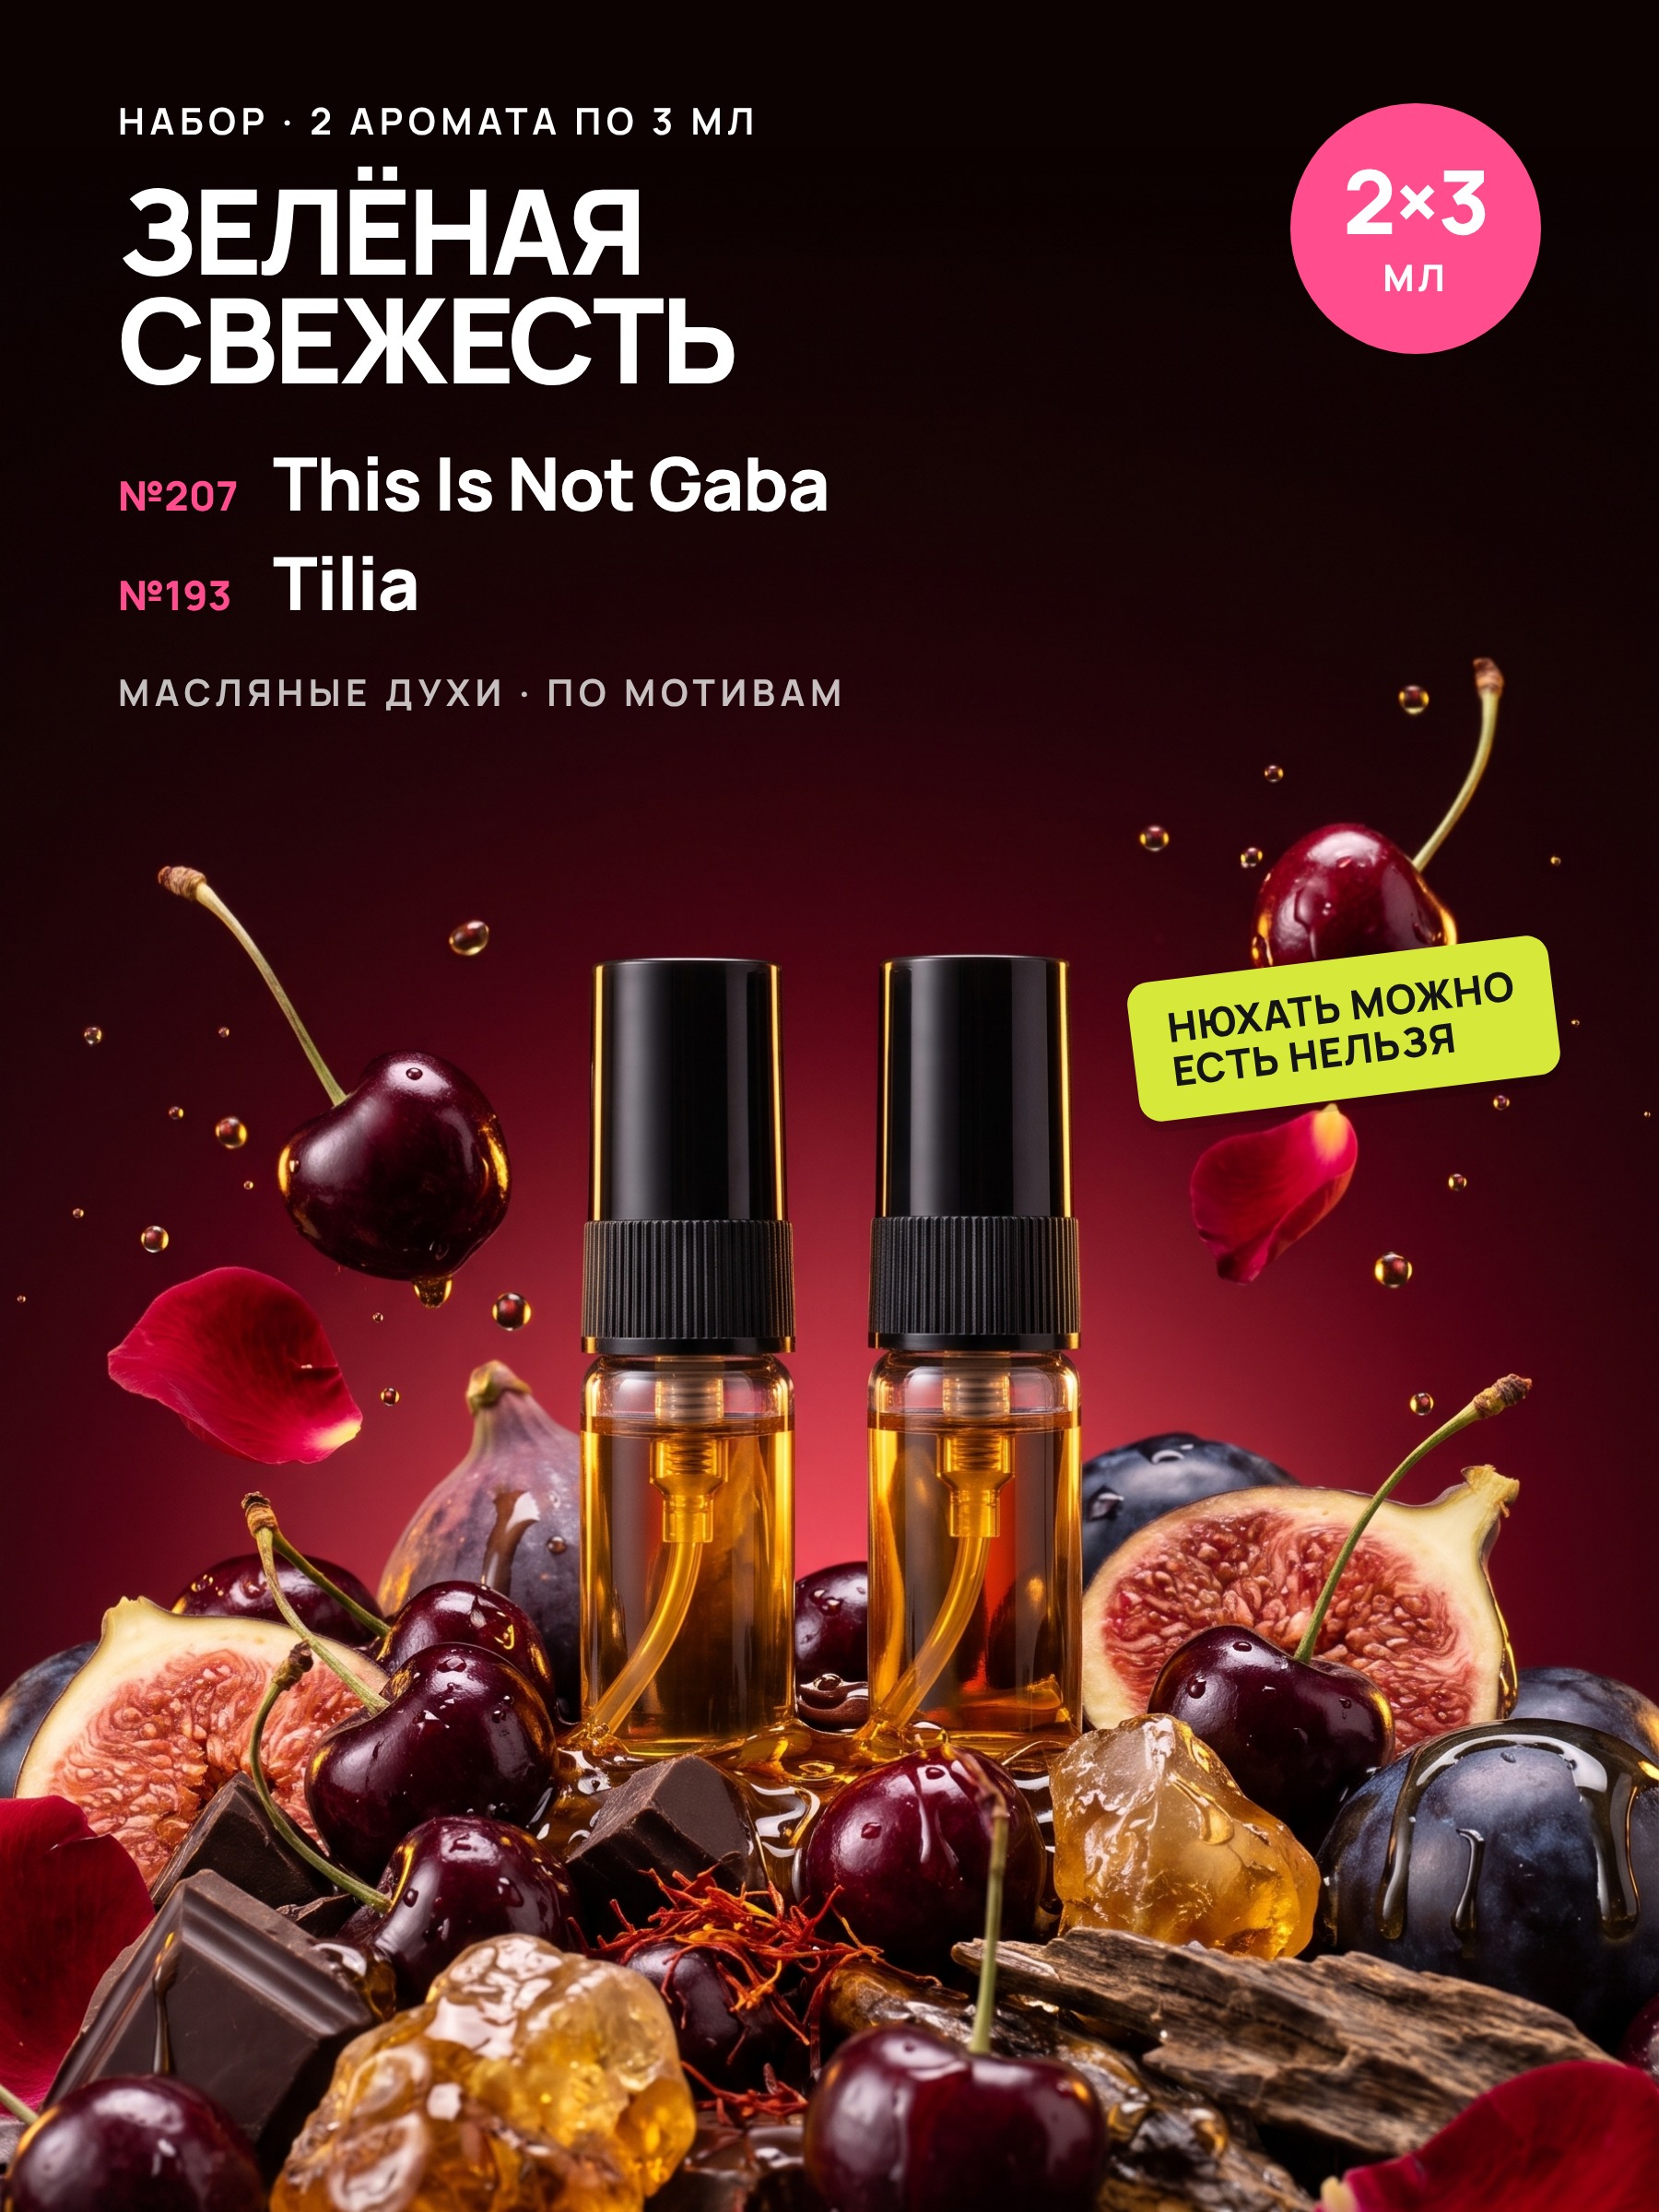 НАБОР · 2 АРОМАТА ПО 3 МЛ
ЗЕЛЁНАЯ
СВЕЖЕСТЬ
2×3
МЛ
№207 This Is Not Gaba
№193 Tilia
МАСЛЯНЫЕ ДУХИ · ПО МОТИВАМ
НЮХАТЬ МОЖНО
ЕСТЬ НЕЛЬЗЯ